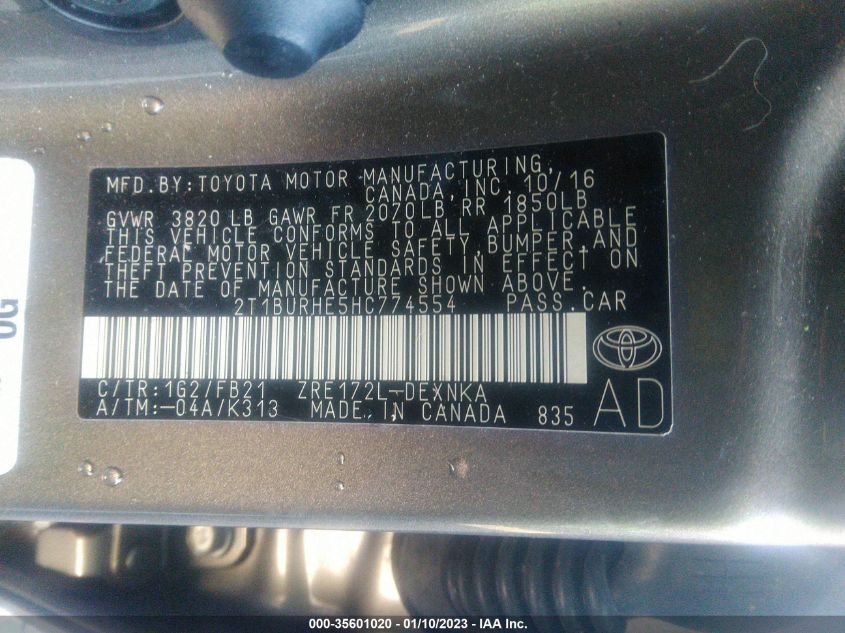 MFD.BY:TOYOTA MOTOR MANUFACTURING,
CANADA,INC. 10/16
GVWR 3820 LB GAWR FR 2070LB RR 1850LB
THIS VEHICLE CONFORMS TO ALL APPLICABLE
FEDERAL MOTOR VEHICLE SAFETY,BUMPER,AND
THEFT PREVENTION STANDARDS IN EFFECT ON
THE DATE OF MANUFACTURE SHOWN ABOVE.
2T1BURHE5HC774554 PASS.CAR
C/TR:1G2/FB21 ZRE172L-DEXNKA
A/TM:-04A/K313 MADE IN CANADA 835
AD
000-35601020 - 01/10/2023 - IAA Inc.